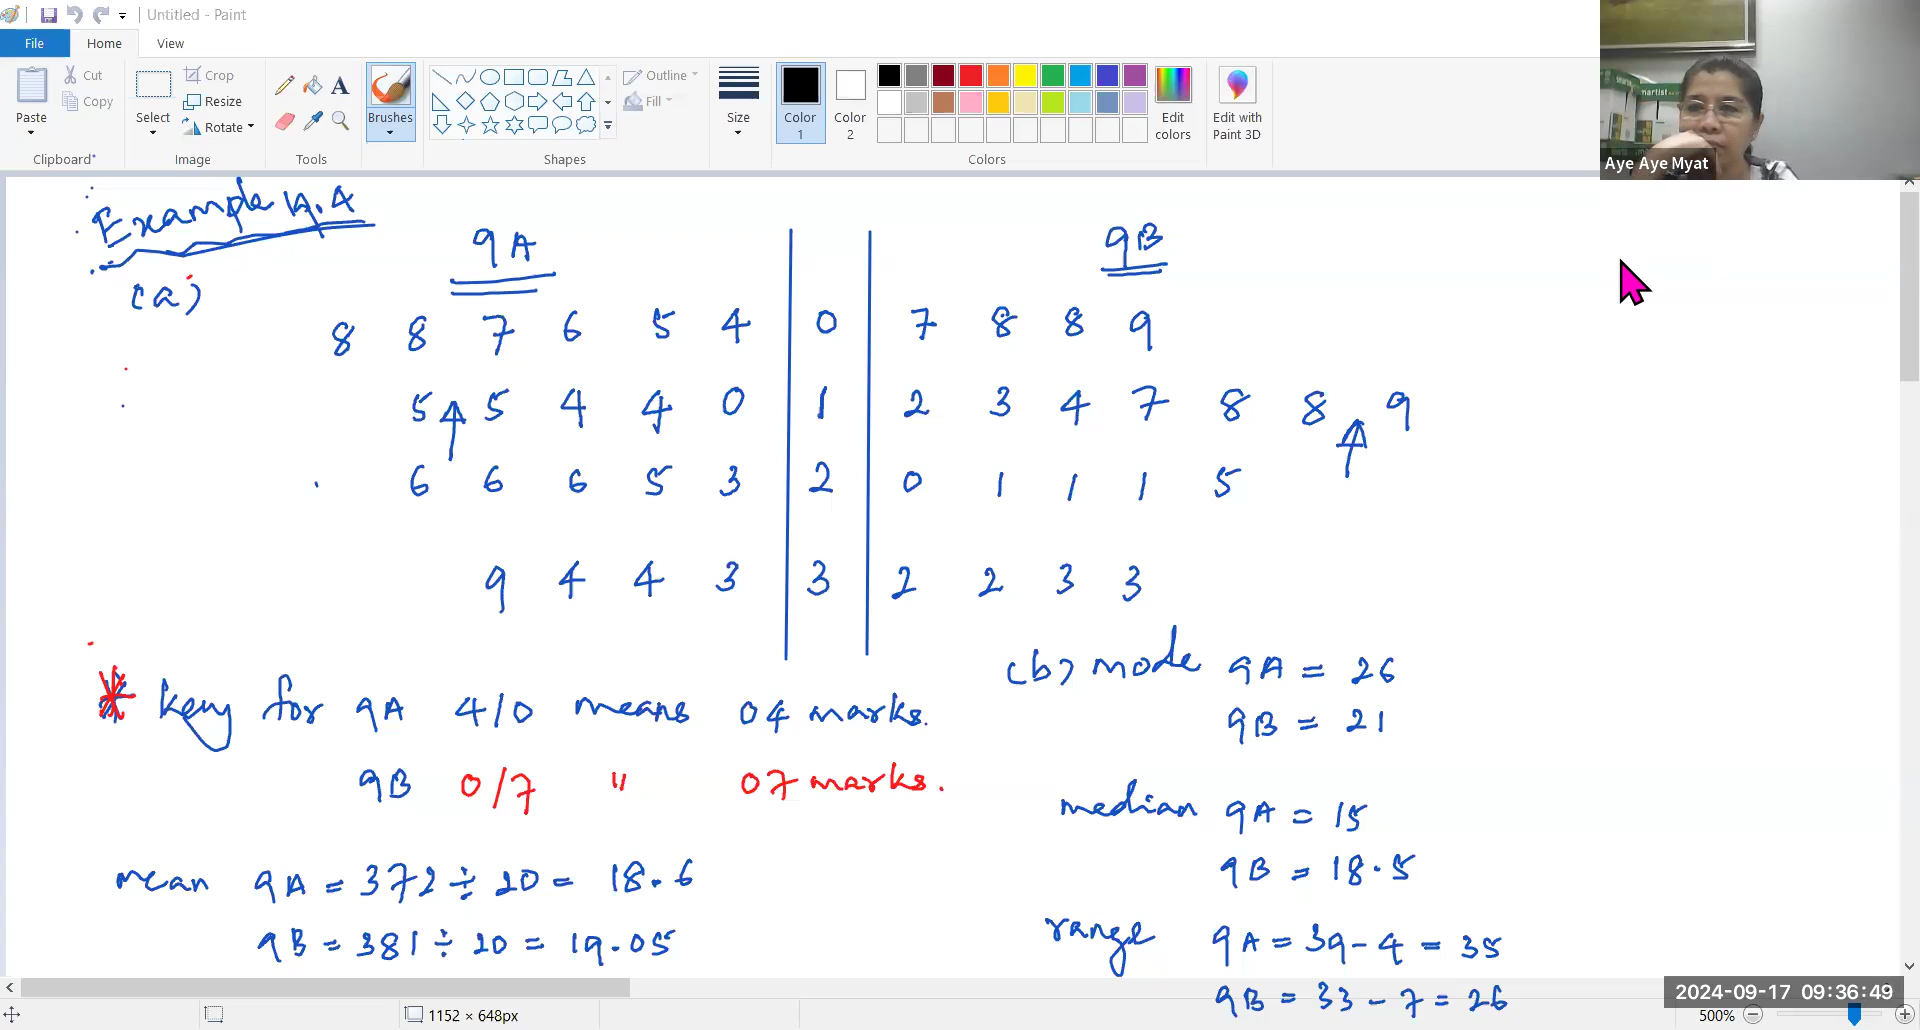 Untitled - Paint
File Home View
Cut
Copy
Paste
Clipboard
Crop
Resize
Rotate
Select
Image
Tools
Brushes
Outline
Fill
Shapes
Size
Color 1
Color 2
Edit colors
Colors
Edit with Paint 3D
Aye Aye Myat
Example 14.4
(a)
9A 9B
8 8 7 6 5 4 0 7 8 8 9
5 5 4 4 0 1 2 3 4 7 8 8 9
6 6 6 5 3 2 0 1 1 1 5
9 4 4 3 3 2 2 3 3
* key for 9A 4/0 means 04 marks.
9B 0/7 " 07 marks.
mean 9A = 372 ÷ 20 = 18.6
9B = 381 ÷ 20 = 19.05
(b) mode 9A = 26
9B = 21
median 9A = 15
9B = 18.5
range 9A = 39 - 4 = 35
9B = 33 - 7 = 26
2024-09-17 09:36:49
1152 × 648px
500%